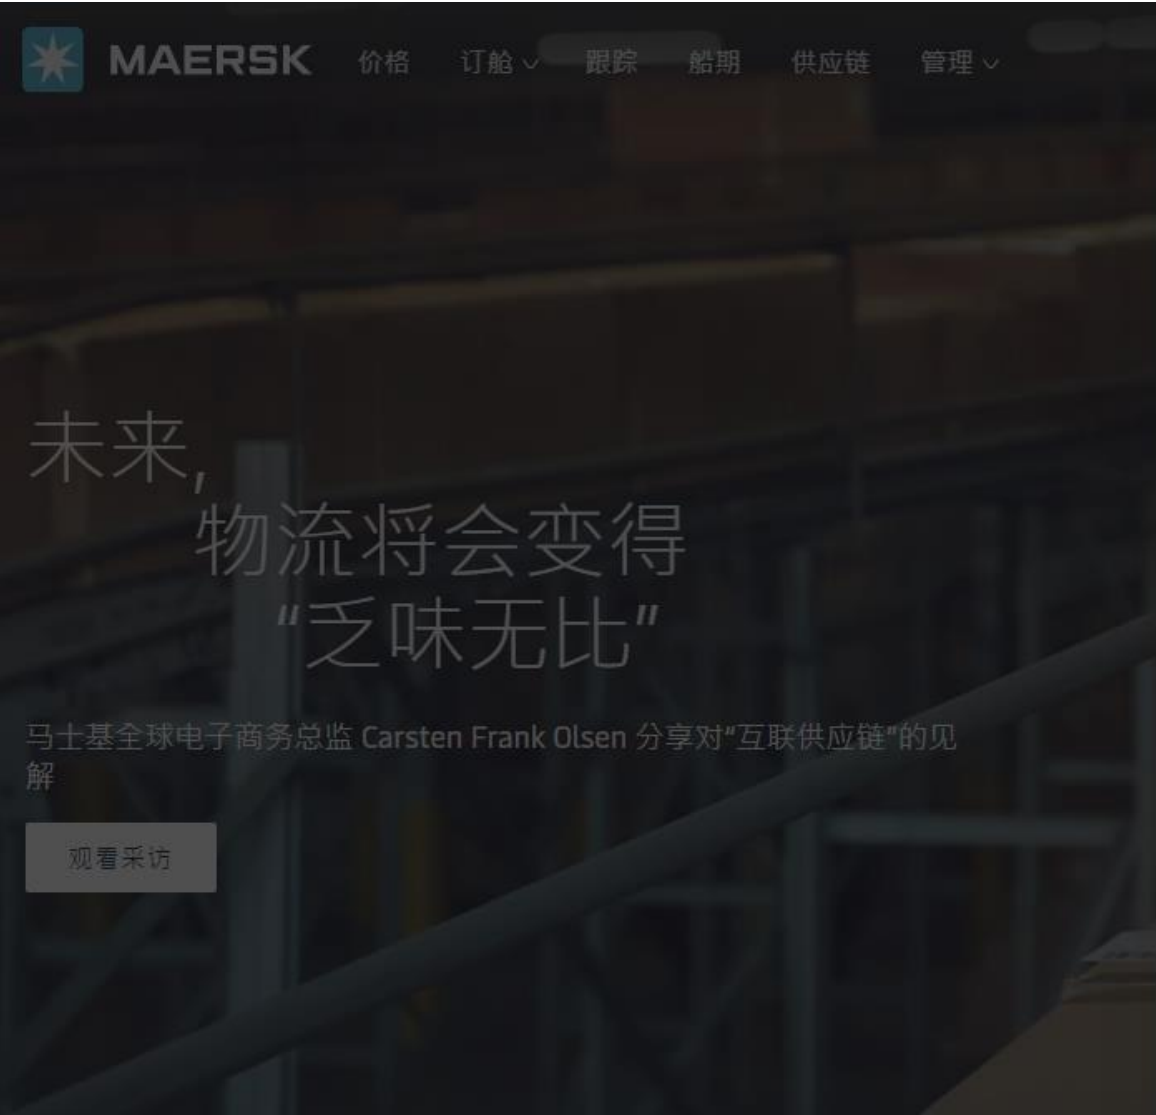 MAERSK 价格 订舱 跟踪 船期 供应链 管理
未来,
物流将会变得
“乏味无比”
马士基全球电子商务总监 Carsten Frank Olsen 分享对“互联供应链”的见
解
观看采访